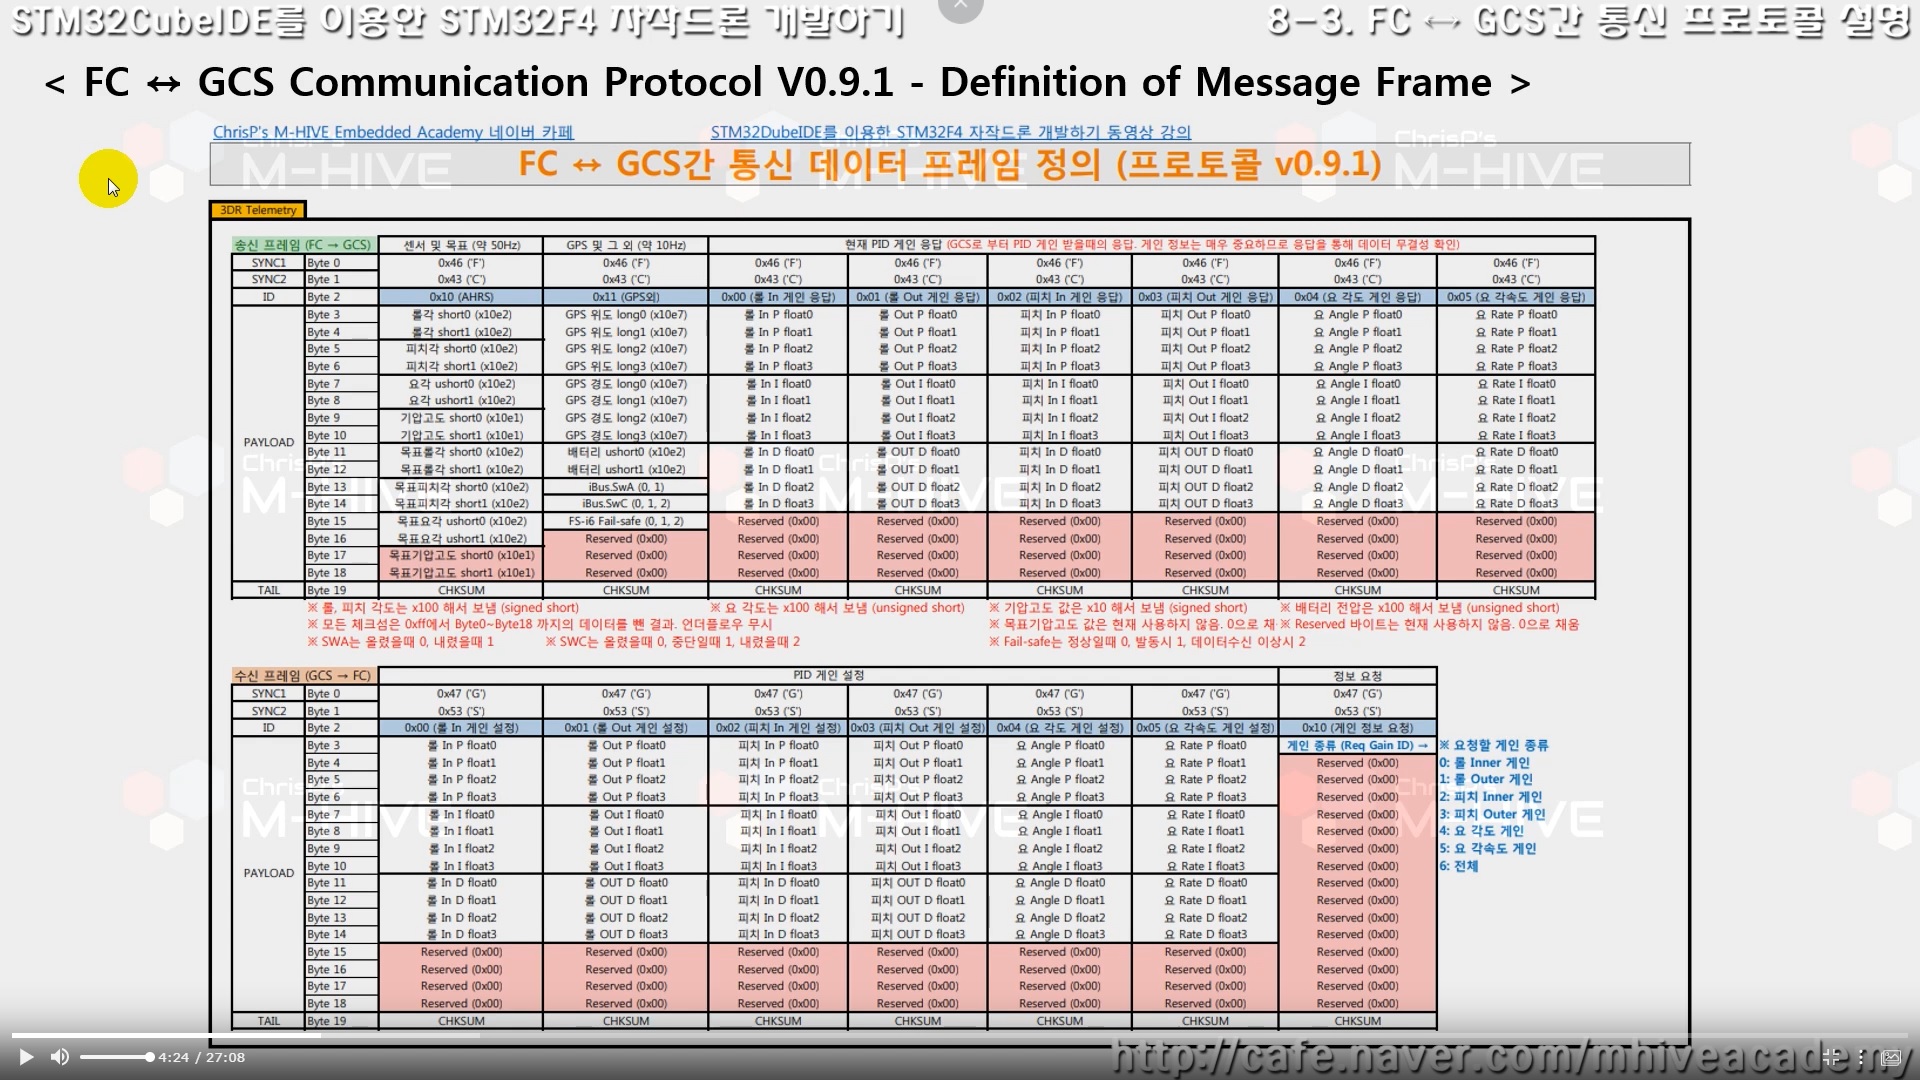 STM32CubeIDE를 이용한 STM32F4 자작드론 개발하기
8-3. FC ↔ GCS간 통신 프로토콜 설명
< FC ↔ GCS Communication Protocol V0.9.1 - Definition of Message Frame >
ChrisP's M-HIVE Embedded Academy 네이버 카페 STM32DubeIDE를 이용한 STM32F4 자작드론 개발하기 동영상 강의
FC ↔ GCS간 통신 데이터 프레임 정의 (프로토콜 v0.9.1)
3DR Telemetry
송신 프레임 (FC → GCS) 센서 및 목표 (약 50Hz) GPS 및 그 외 (약 10Hz) 현재 PID 게인 응답 (GCS로 부터 PID 게인 받을때의 응답. 게인 정보는 매우 중요하므로 응답을 통해 데이터 무결성 확인)
SYNC1 Byte 0 0x46 ('F') 0x46 ('F') 0x46 ('F') 0x46 ('F') 0x46 ('F') 0x46 ('F') 0x46 ('F') 0x46 ('F')
SYNC2 Byte 1 0x43 ('C') 0x43 ('C') 0x43 ('C') 0x43 ('C') 0x43 ('C') 0x43 ('C') 0x43 ('C') 0x43 ('C')
ID Byte 2 0x10 (AHRS) 0x11 (GPS외) 0x00 (롤 In 게인 응답) 0x01 (롤 Out 게인 응답) 0x02 (피치 In 게인 응답) 0x03 (피치 Out 게인 응답) 0x04 (요 각도 게인 응답) 0x05 (요 각속도 게인 응답)
Byte 3 롤각 short0 (x10e2) GPS 위도 long0 (x10e7) 롤 In P float0 롤 Out P float0 피치 In P float0 피치 Out P float0 요 Angle P float0 요 Rate P float0
Byte 4 롤각 short1 (x10e2) GPS 위도 long1 (x10e7) 롤 In P float1 롤 Out P float1 피치 In P float1 피치 Out P float1 요 Angle P float1 요 Rate P float1
Byte 5 피치각 short0 (x10e2) GPS 위도 long2 (x10e7) 롤 In P float2 롤 Out P float2 피치 In P float2 피치 Out P float2 요 Angle P float2 요 Rate P float2
Byte 6 피치각 short1 (x10e2) GPS 위도 long3 (x10e7) 롤 In P float3 롤 Out P float3 피치 In P float3 피치 Out P float3 요 Angle P float3 요 Rate P float3
Byte 7 요각 ushort0 (x10e2) GPS 경도 long0 (x10e7) 롤 In I float0 롤 Out I float0 피치 In I float0 피치 Out I float0 요 Angle I float0 요 Rate I float0
Byte 8 요각 ushort1 (x10e2) GPS 경도 long1 (x10e7) 롤 In I float1 롤 Out I float1 피치 In I float1 피치 Out I float1 요 Angle I float1 요 Rate I float1
Byte 9 기압고도 short0 (x10e1) GPS 경도 long2 (x10e7) 롤 In I float2 롤 Out I float2 피치 In I float2 피치 Out I float2 요 Angle I float2 요 Rate I float2
PAYLOAD Byte 10 기압고도 short1 (x10e1) GPS 경도 long3 (x10e7) 롤 In I float3 롤 Out I float3 피치 In I float3 피치 Out I float3 요 Angle I float3 요 Rate I float3
Byte 11 목표롤각 short0 (x10e2) 배터리 ushort0 (x10e2) 롤 In D float0 롤 OUT D float0 피치 In D float0 피치 OUT D float0 요 Angle D float0 요 Rate D float0
Byte 12 목표롤각 short1 (x10e2) 배터리 ushort1 (x10e2) 롤 In D float1 롤 OUT D float1 피치 In D float1 피치 OUT D float1 요 Angle D float1 요 Rate D float1
Byte 13 목표피치각 short0 (x10e2) iBus.SwA (0, 1) 롤 In D float2 롤 OUT D float2 피치 In D float2 피치 OUT D float2 요 Angle D float2 요 Rate D float2
Byte 14 목표피치각 short1 (x10e2) iBus.SwC (0, 1, 2) 롤 In D float3 롤 OUT D float3 피치 In D float3 피치 OUT D float3 요 Angle D float3 요 Rate D float3
Byte 15 목표요각 ushort0 (x10e2) FS-i6 Fail-safe (0, 1, 2) Reserved (0x00) Reserved (0x00) Reserved (0x00) Reserved (0x00) Reserved (0x00) Reserved (0x00)
Byte 16 목표요각 ushort1 (x10e2) Reserved (0x00) Reserved (0x00) Reserved (0x00) Reserved (0x00) Reserved (0x00) Reserved (0x00) Reserved (0x00)
Byte 17 목표기압고도 short0 (x10e1) Reserved (0x00) Reserved (0x00) Reserved (0x00) Reserved (0x00) Reserved (0x00) Reserved (0x00) Reserved (0x00)
Byte 18 목표기압고도 short1 (x10e1) Reserved (0x00) Reserved (0x00) Reserved (0x00) Reserved (0x00) Reserved (0x00) Reserved (0x00) Reserved (0x00)
TAIL Byte 19 CHKSUM CHKSUM CHKSUM CHKSUM CHKSUM CHKSUM CHKSUM CHKSUM
※ 롤, 피치 각도는 x100 해서 보냄 (signed short) ※ 요 각도는 x100 해서 보냄 (unsigned short) ※ 기압고도 값은 x10 해서 보냄 (signed short) ※ 배터리 전압은 x100 해서 보냄 (unsigned short)
※ 모든 체크섬은 0xff에서 Byte0~Byte18 까지의 데이터를 뺀 결과. 언더플로우 무시 ※ 목표기압고도 값은 현재 사용하지 않음. 0으로 채 ※ Reserved 바이트는 현재 사용하지 않음. 0으로 채움
※ SWA는 올렸을때 0, 내렸을때 1 ※ SWC는 올렸을때 0, 중단일때 1, 내렸을때 2 ※ Fail-safe는 정상일때 0, 발동시 1, 데이터수신 이상시 2
수신 프레임 (GCS → FC) PID 게인 설정 정보 요청
SYNC1 Byte 0 0x47 ('G') 0x47 ('G') 0x47 ('G') 0x47 ('G') 0x47 ('G') 0x47 ('G') 0x47 ('G')
SYNC2 Byte 1 0x53 ('S') 0x53 ('S') 0x53 ('S') 0x53 ('S') 0x53 ('S') 0x53 ('S') 0x53 ('S')
ID Byte 2 0x00 (롤 In 게인 설정) 0x01 (롤 Out 게인 설정) 0x02 (피치 In 게인 설정) 0x03 (피치 Out 게인 설정) 0x04 (요 각도 게인 설정) 0x05 (요 각속도 게인 설정) 0x10 (게인 정보 요청)
Byte 3 롤 In P float0 롤 Out P float0 피치 In P float0 피치 Out P float0 요 Angle P float0 요 Rate P float0 게인 종류 (Req Gain ID) → ※ 요청할 게인 종류
Byte 4 롤 In P float1 롤 Out P float1 피치 In P float1 피치 Out P float1 요 Angle P float1 요 Rate P float1 Reserved (0x00) 0: 롤 Inner 게인
Byte 5 롤 In P float2 롤 Out P float2 피치 In P float2 피치 Out P float2 요 Angle P float2 요 Rate P float2 Reserved (0x00) 1: 롤 Outer 게인
Byte 6 롤 In P float3 롤 Out P float3 피치 In P float3 피치 Out P float3 요 Angle P float3 요 Rate P float3 Reserved (0x00) 2: 피치 Inner 게인
Byte 7 롤 In I float0 롤 Out I float0 피치 In I float0 피치 Out I float0 요 Angle I float0 요 Rate I float0 Reserved (0x00) 3: 피치 Outer 게인
Byte 8 롤 In I float1 롤 Out I float1 피치 In I float1 피치 Out I float1 요 Angle I float1 요 Rate I float1 Reserved (0x00) 4: 요 각도 게인
Byte 9 롤 In I float2 롤 Out I float2 피치 In I float2 피치 Out I float2 요 Angle I float2 요 Rate I float2 Reserved (0x00) 5: 요 각속도 게인
PAYLOAD Byte 10 롤 In I float3 롤 Out I float3 피치 In I float3 피치 Out I float3 요 Angle I float3 요 Rate I float3 Reserved (0x00) 6: 전체
Byte 11 롤 In D float0 롤 OUT D float0 피치 In D float0 피치 OUT D float0 요 Angle D float0 요 Rate D float0 Reserved (0x00)
Byte 12 롤 In D float1 롤 OUT D float1 피치 In D float1 피치 OUT D float1 요 Angle D float1 요 Rate D float1 Reserved (0x00)
Byte 13 롤 In D float2 롤 OUT D float2 피치 In D float2 피치 OUT D float2 요 Angle D float2 요 Rate D float2 Reserved (0x00)
Byte 14 롤 In D float3 롤 OUT D float3 피치 In D float3 피치 OUT D float3 요 Angle D float3 요 Rate D float3 Reserved (0x00)
Byte 15 Reserved (0x00) Reserved (0x00) Reserved (0x00) Reserved (0x00) Reserved (0x00) Reserved (0x00) Reserved (0x00)
Byte 16 Reserved (0x00) Reserved (0x00) Reserved (0x00) Reserved (0x00) Reserved (0x00) Reserved (0x00) Reserved (0x00)
Byte 17 Reserved (0x00) Reserved (0x00) Reserved (0x00) Reserved (0x00) Reserved (0x00) Reserved (0x00) Reserved (0x00)
Byte 18 Reserved (0x00) Reserved (0x00) Reserved (0x00) Reserved (0x00) Reserved (0x00) Reserved (0x00) Reserved (0x00)
TAIL Byte 19 CHKSUM CHKSUM CHKSUM CHKSUM CHKSUM CHKSUM CHKSUM
4:24 / 27:08
http://cafe.naver.com/mhiveacademy